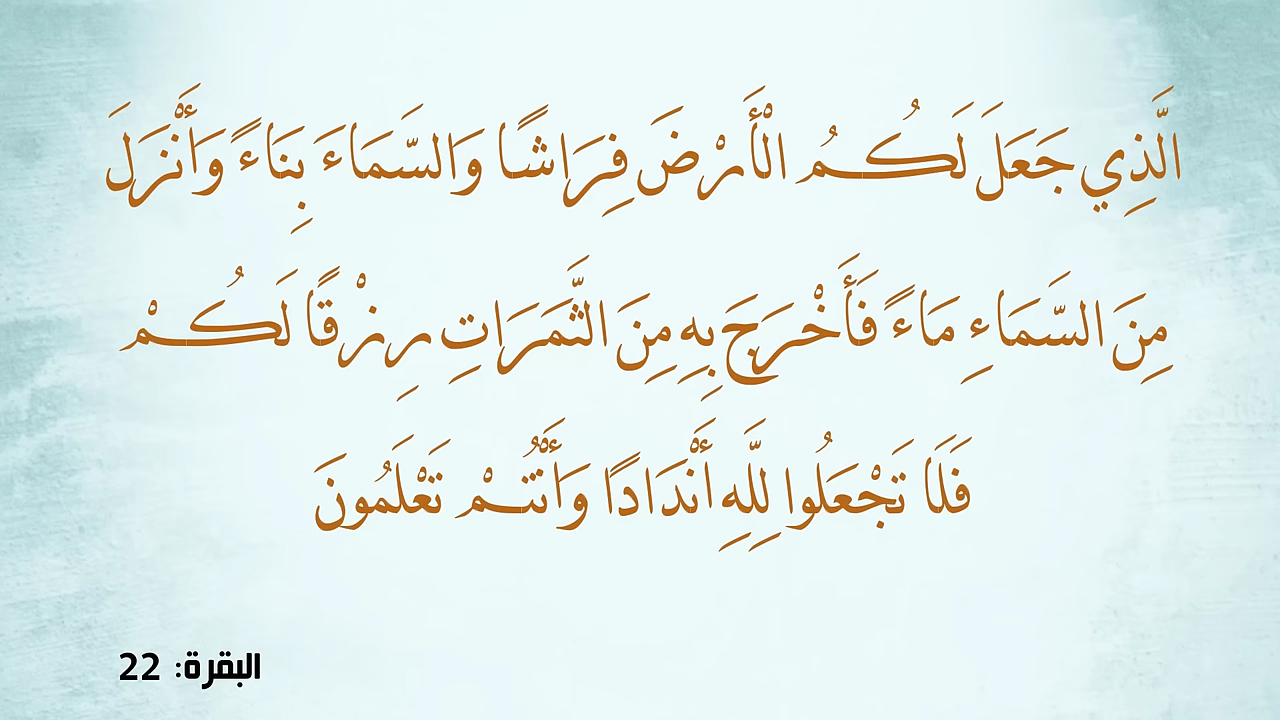 الَّذِي جَعَلَ لَكُمُ الْأَرْضَ فِرَاشًا وَالسَّمَاءَ بِنَاءً وَأَنْزَلَ
مِنَ السَّمَاءِ مَاءً فَأَخْرَجَ بِهِ مِنَ الثَّمَرَاتِ رِزْقًا لَكُمْ
فَلَا تَجْعَلُوا لِلَّهِ أَنْدَادًا وَأَنْتُمْ تَعْلَمُونَ
البقرة: 22